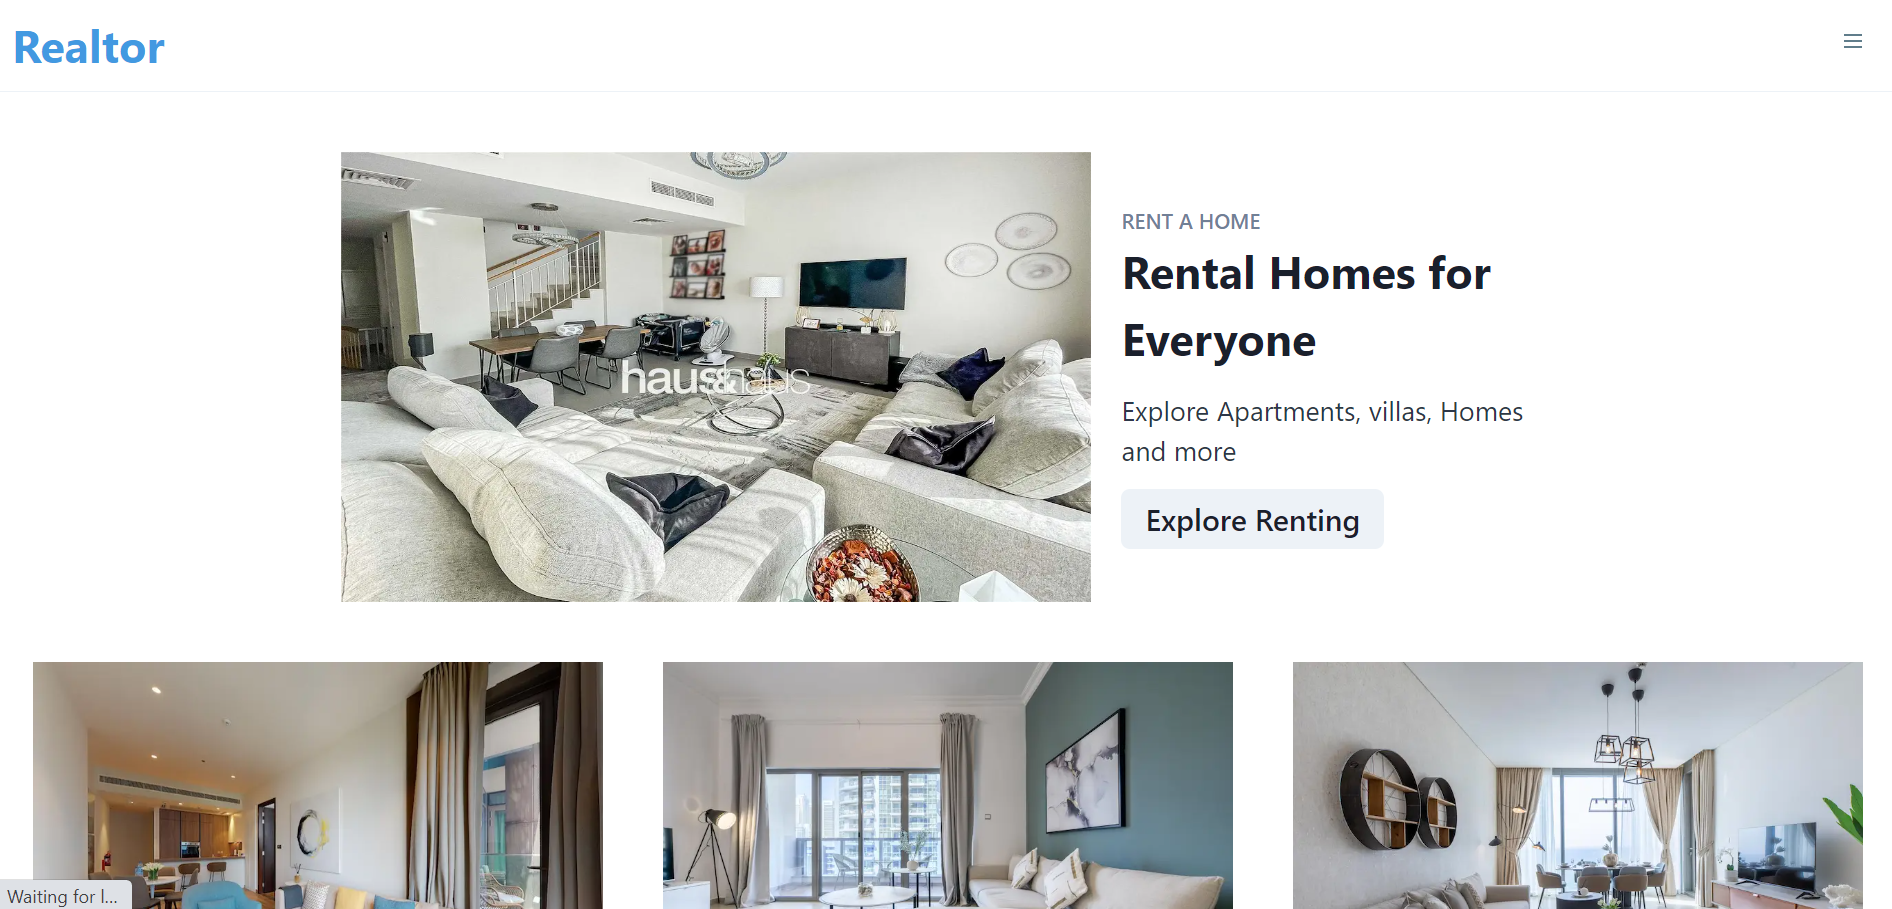 Realtor
haus&haus
RENT A HOME
Rental Homes for
Everyone
Explore Apartments, villas, Homes
and more
Explore Renting
Waiting for l...